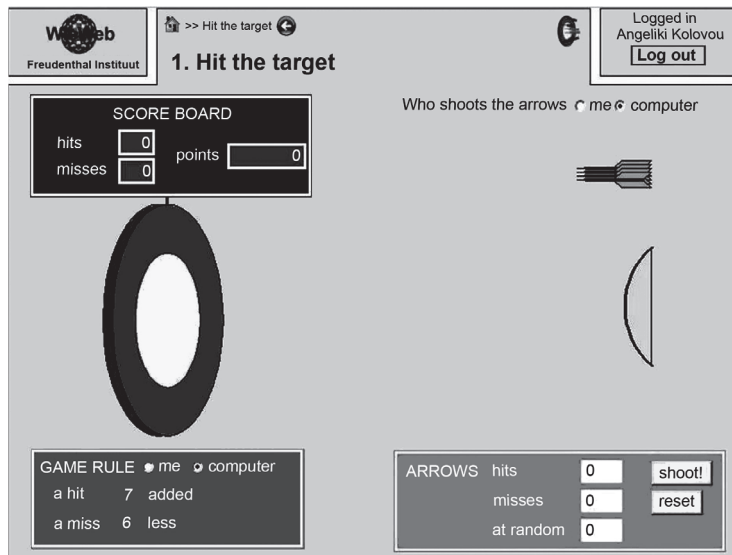 WisWeb
Freudenthal Instituut
>> Hit the target
1. Hit the target
Logged in
Angeliki Kolovou
Log out
SCORE BOARD
hits 0
misses 0
points 0
Who shoots the arrows me computer
GAME RULE me computer
a hit 7 added
a miss 6 less
ARROWS hits 0 shoot!
misses 0 reset
at random 0